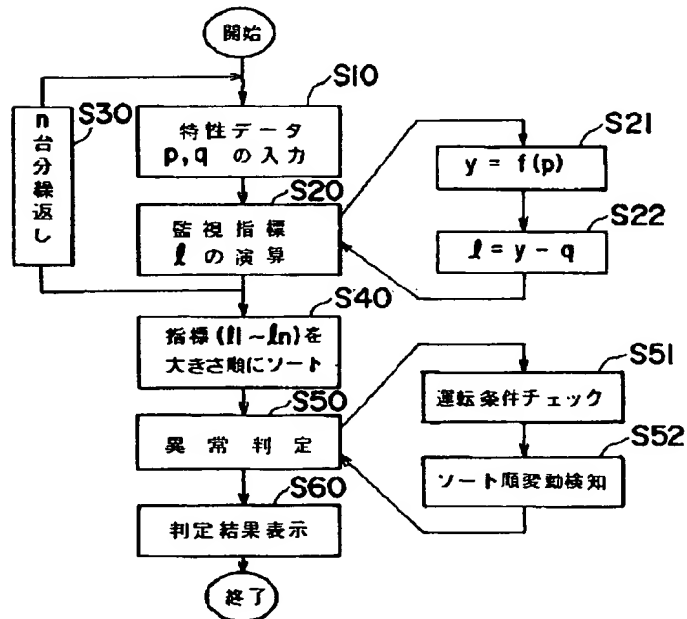 開始
S10
特性データ
p,q の入力
S30
n台分繰返し
S20
監視指標
ℓ の演算
S21
y = f(p)
S22
ℓ = y − q
S40
指標(ℓ1~ℓn)を
大きさ順にソート
S50
異常判定
S51
運転条件チェック
S52
ソート順変動検知
S60
判定結果表示
終了